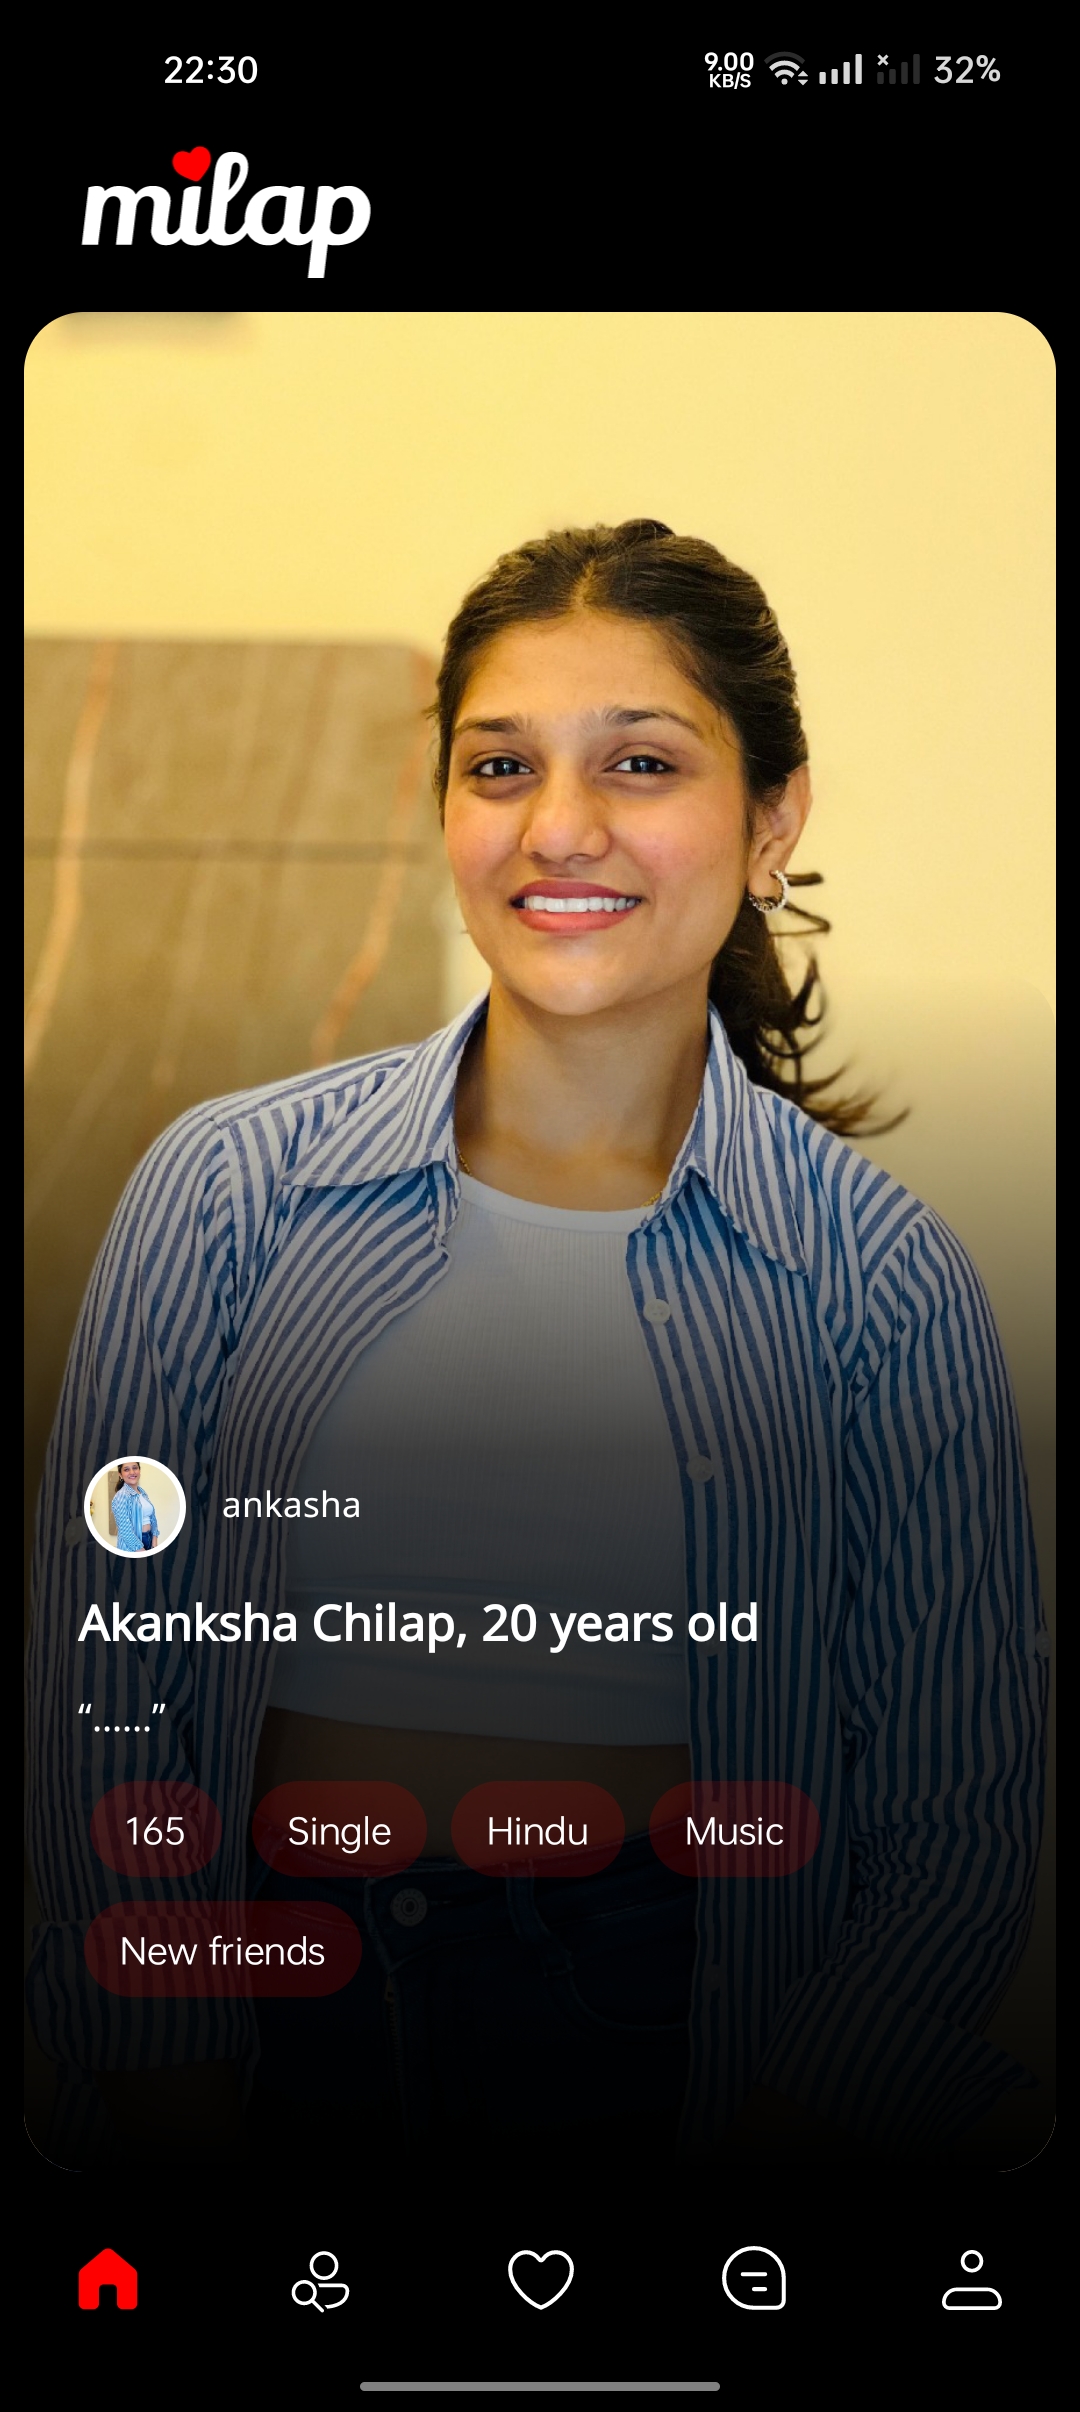 22:30
9.00
KB/S
32%
milap
ankasha
Akanksha Chilap, 20 years old
“......”
165 Single Hindu Music
New friends